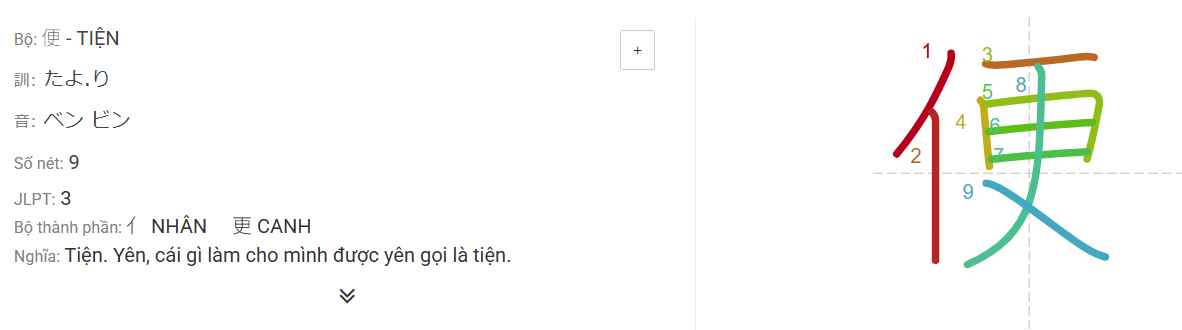 Bộ: 便 - TIỆN
+
訓: たよ.り
音: ベン ビン
Số nét: 9
JLPT: 3
Bộ thành phần: 亻 NHÂN 更 CANH
Nghĩa: Tiện. Yên, cái gì làm cho mình được yên gọi là tiện.
便
1
2
3
4
5
6
7
8
9